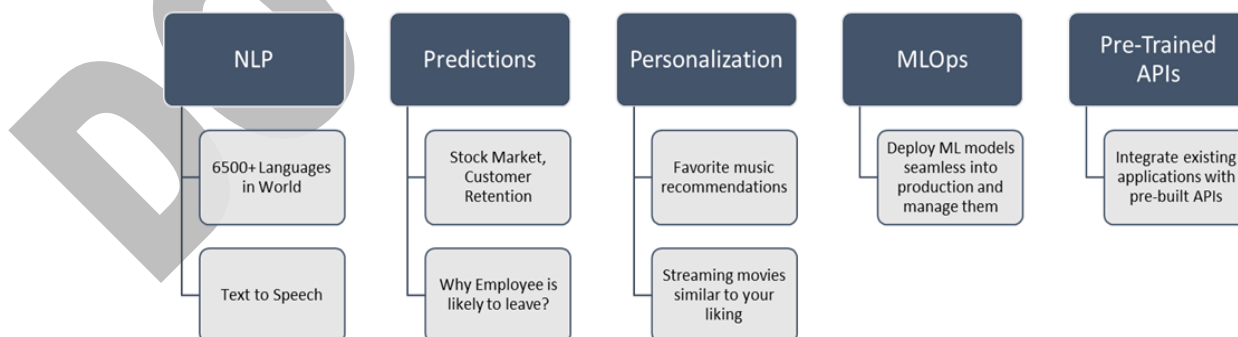 NLP
6500+ Languages
in World
Text to Speech
Predictions
Stock Market,
Customer
Retention
Why Employee is
likely to leave?
Personalization
Favorite music
recommendations
Streaming movies
similar to your
liking
MLOps
Deploy ML models
seamless into
production and
manage them
Pre-Trained
APIs
Integrate existing
applications with
pre-built APIs